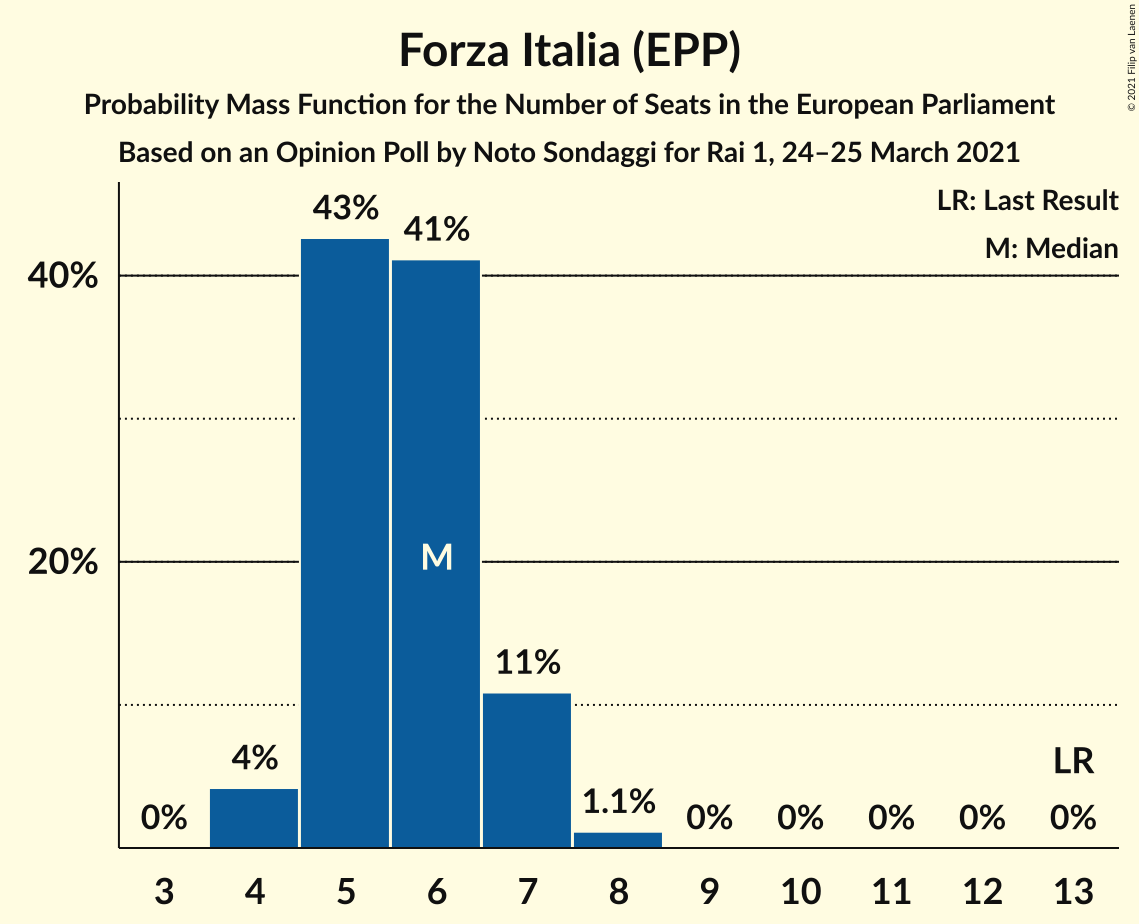 Forza Italia (EPP)
Probability Mass Function for the Number of Seats in the European Parliament
Based on an Opinion Poll by Noto Sondaggi for Rai 1, 24–25 March 2021
© 2021 Filip van Laenen
LR: Last Result
M: Median
40%
20%
43%
41%
M
11%
4%
1.1%
LR
0%
0%
0%
0%
0%
0%
3 4 5 6 7 8 9 10 11 12 13